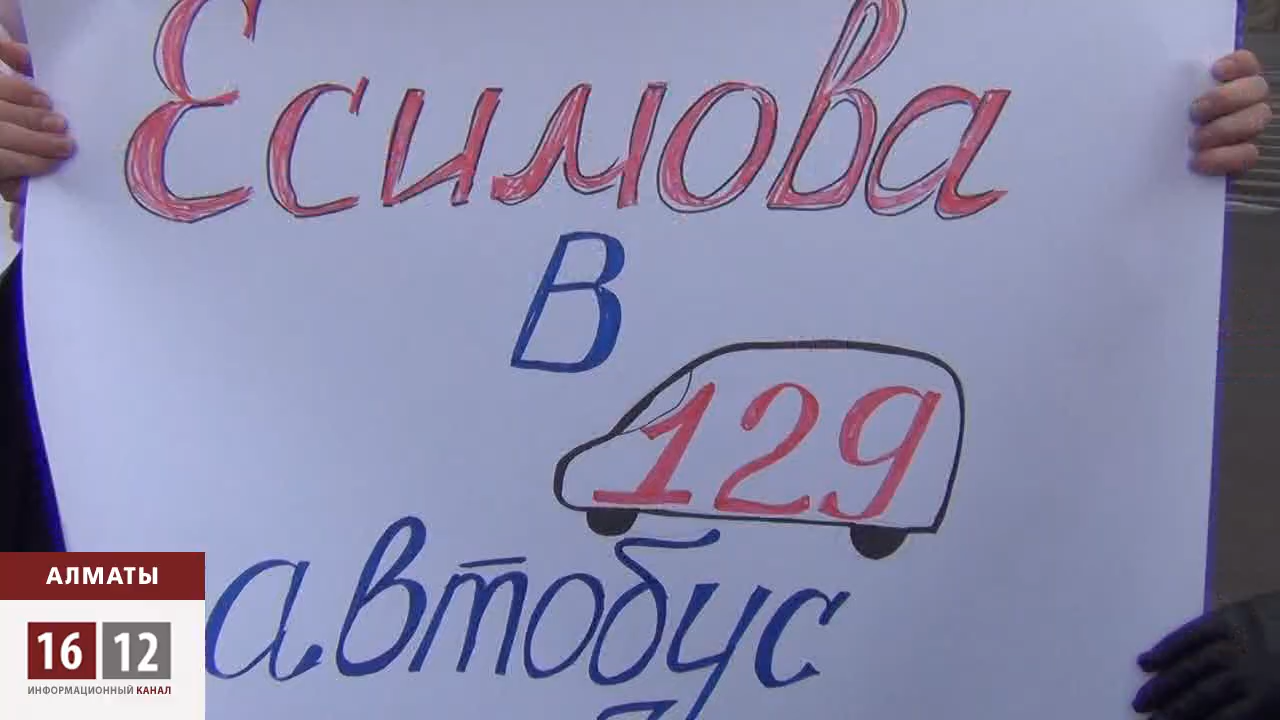 Есимова
в
129
автобус
АЛМАТЫ
16 12
ИНФОРМАЦИОННЫЙ КАНАЛ